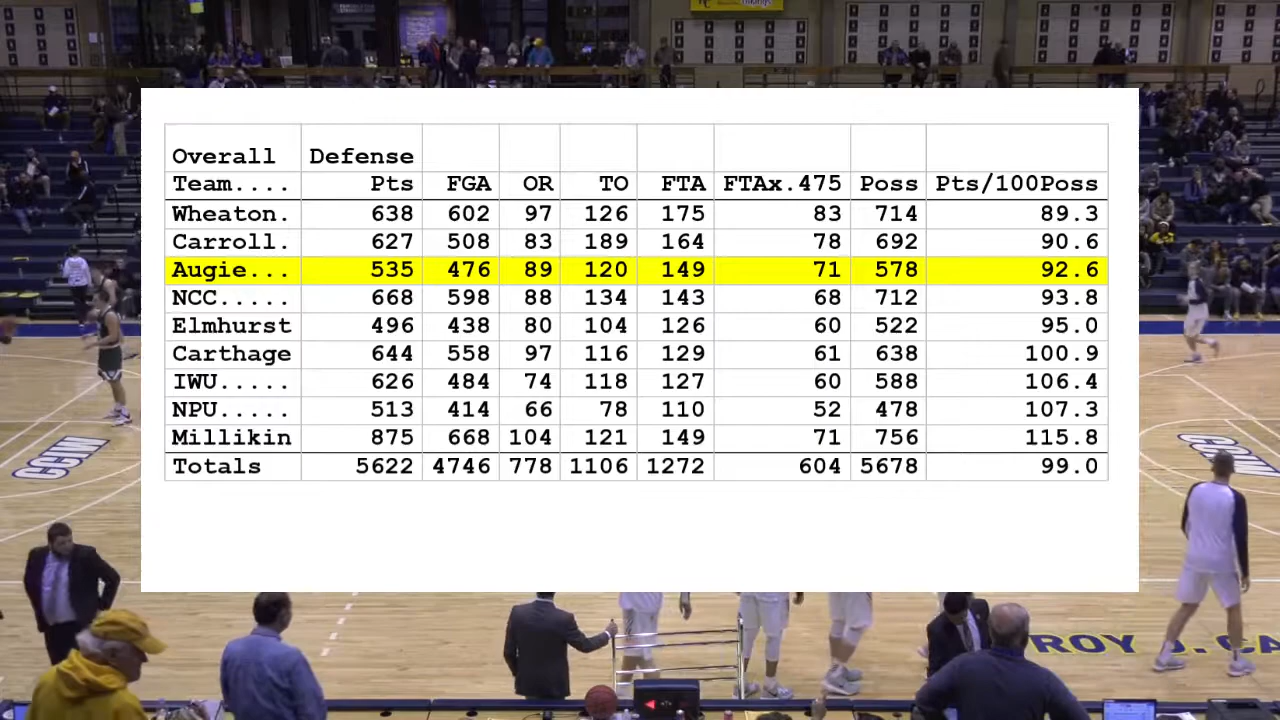 Overall Defense
Team.... Pts FGA OR TO FTA FTAx.475 Poss Pts/100Poss
Wheaton. 638 602 97 126 175 83 714 89.3
Carroll. 627 508 83 189 164 78 692 90.6
Augie... 535 476 89 120 149 71 578 92.6
NCC..... 668 598 88 134 143 68 712 93.8
Elmhurst 496 438 80 104 126 60 522 95.0
Carthage 644 558 97 116 129 61 638 100.9
IWU..... 626 484 74 118 127 60 588 106.4
NPU..... 513 414 66 78 110 52 478 107.3
Millikin 875 668 104 121 149 71 756 115.8
Totals 5622 4746 778 1106 1272 604 5678 99.0
CCIW
CCIW
ROY J. CA